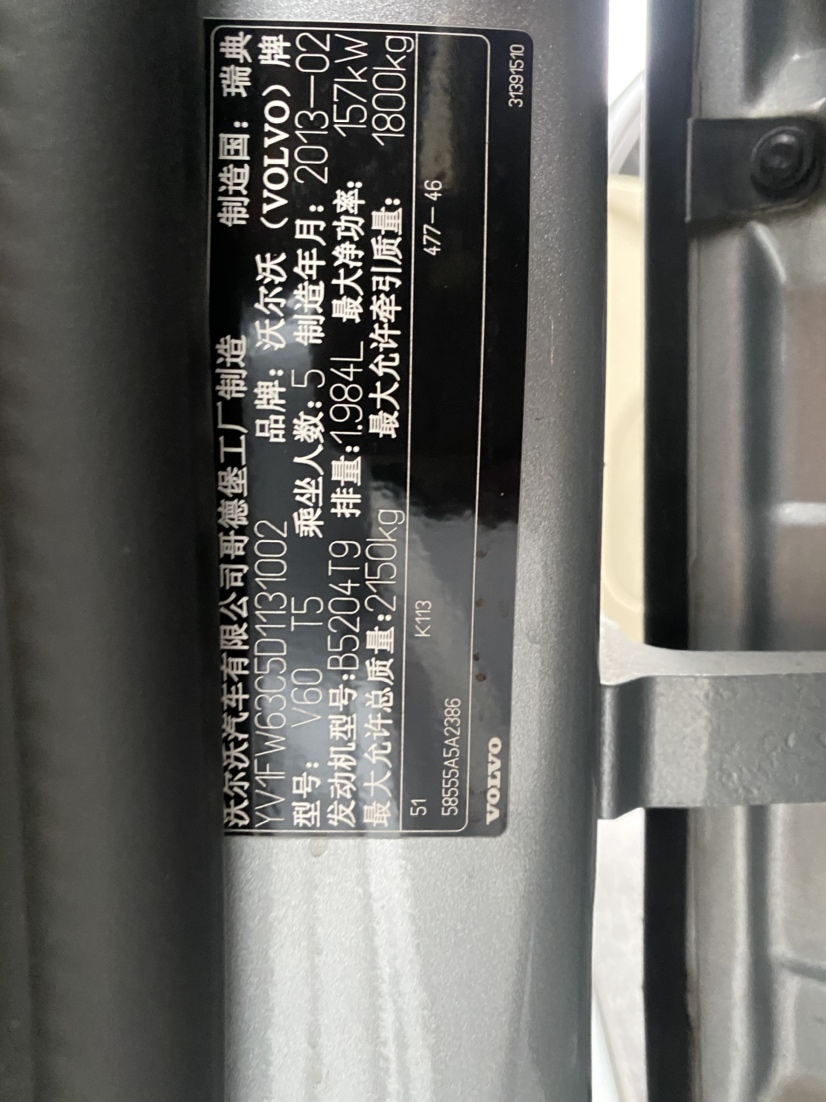 沃尔沃汽车有限公司哥德堡工厂制造 制造国：瑞典
YV1FW63C5D1131002 品牌：沃尔沃（VOLVO）牌
型号：V60 T5 乘坐人数：5 制造年月：2013—02
发动机型号：B5204T9 排量：1.984L 最大净功率：157kW
最大允许总质量：2150kg 最大允许牵引质量：1800kg
51 K113 477—46
58555A5A2386
VOLVO 31391510